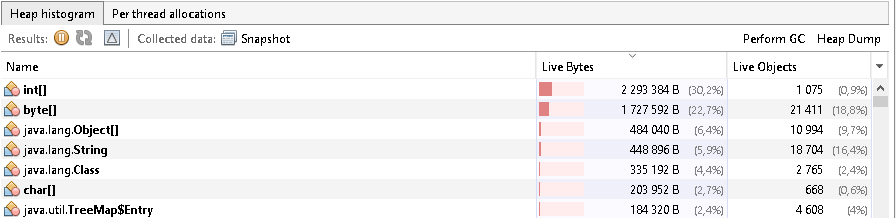 Heap histogram Per thread allocations
Results: Collected data: Snapshot Perform GC Heap Dump
Name Live Bytes Live Objects
int[] 2 293 384 B (30,2%) 1 075 (0,9%)
byte[] 1 727 592 B (22,7%) 21 411 (18,8%)
java.lang.Object[] 484 040 B (6,4%) 10 994 (9,7%)
java.lang.String 448 896 B (5,9%) 18 704 (16,4%)
java.lang.Class 335 192 B (4,4%) 2 765 (2,4%)
char[] 203 952 B (2,7%) 668 (0,6%)
java.util.TreeMap$Entry 184 320 B (2,4%) 4 608 (4%)